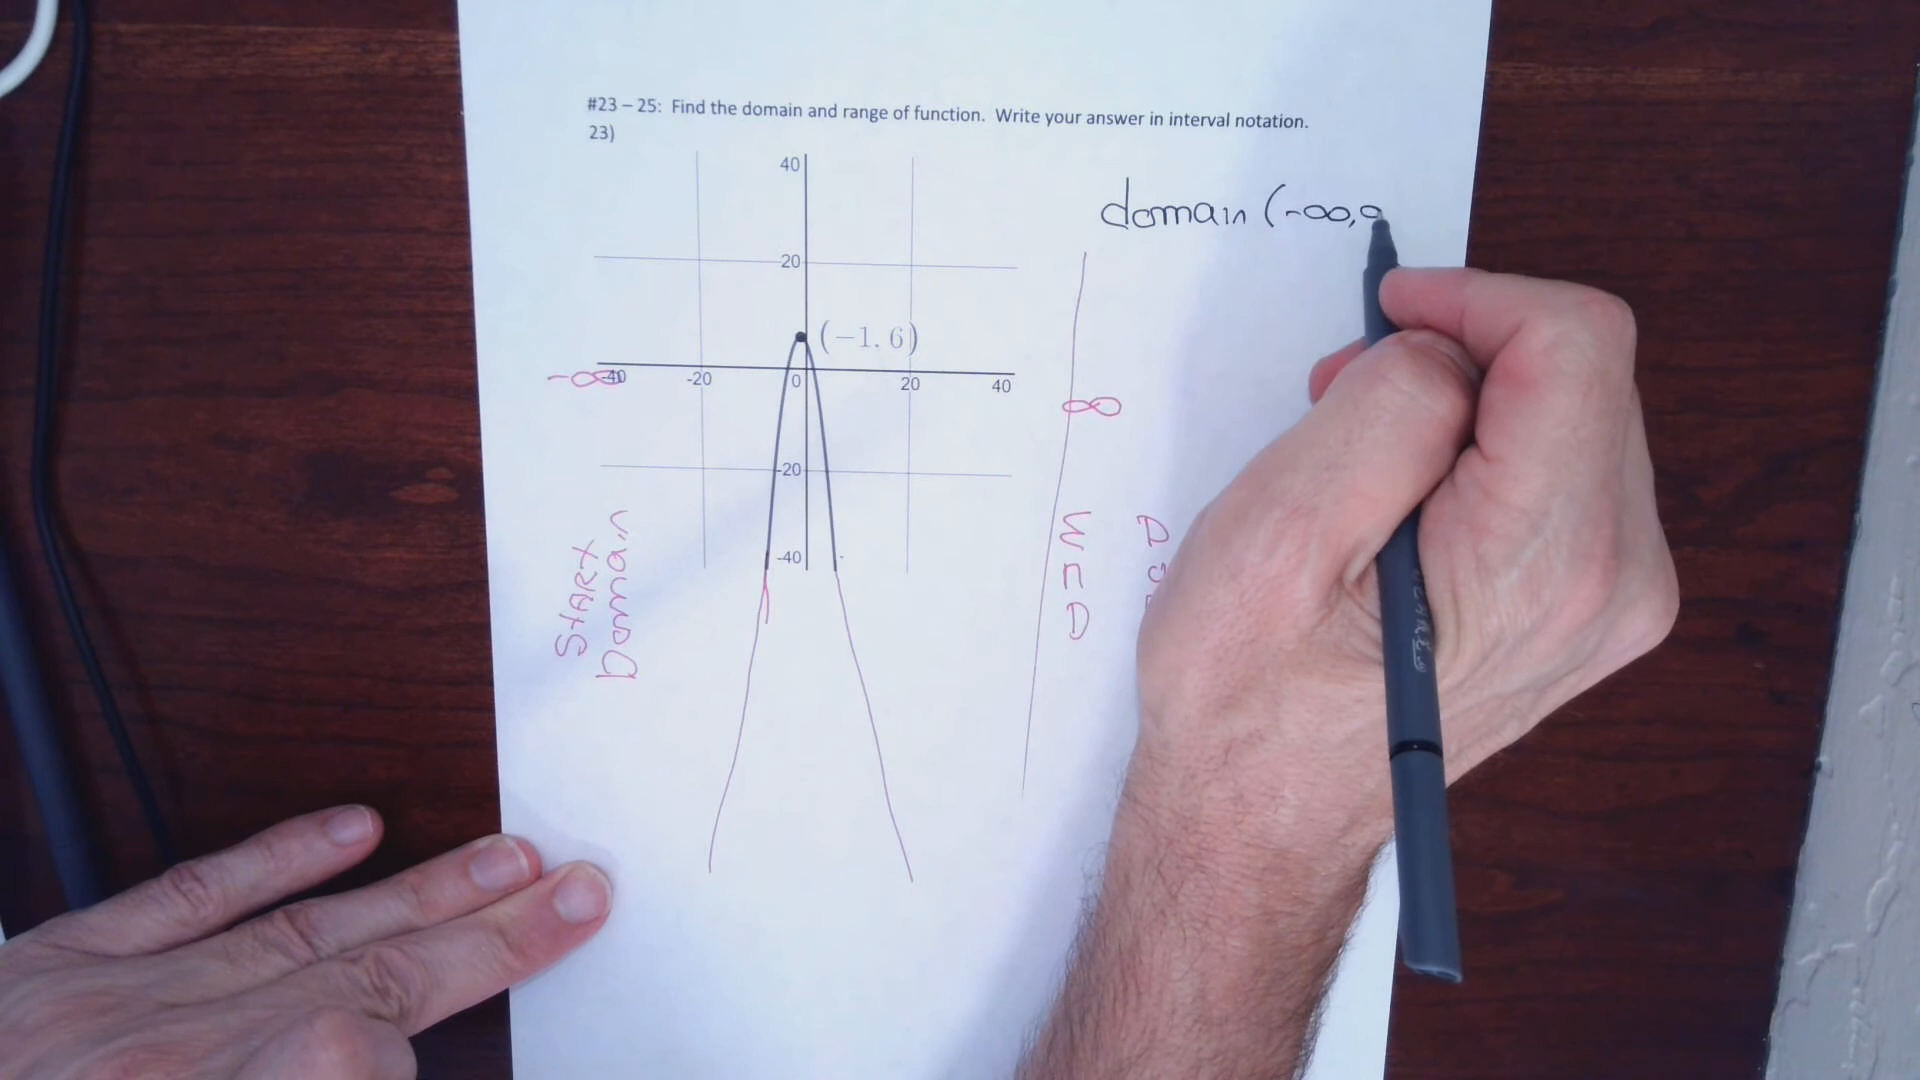 #23 – 25: Find the domain and range of function. Write your answer in interval notation.
23)
domain (-∞,
40
20
(-1. 6)
-∞
-40
-20
0
20
40
∞
-20
-40
START
Domain
END